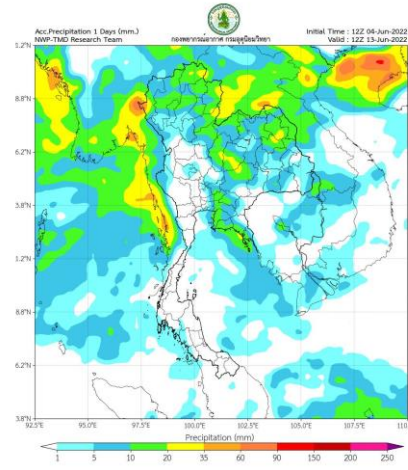 Acc.Precipitation 1 Days (mm.)
NWP-TMD Research Team
กองพยากรณ์อากาศ กรมอุตุนิยมวิทยา
Initial Time : 12Z 04-Jun-2022
Valid : 12Z 13-Jun-2022
5.2°N
8.8°N
6.2°N
3.8°N
1.2°N
8.8°N
6.2°N
3.8°N
92.5°E 95.0°E 97.5°E 100.0°E 102.5°E 105.0°E 107.5°E 110
Precipitation (mm)
1 5 10 20 35 60 90 150 200 250